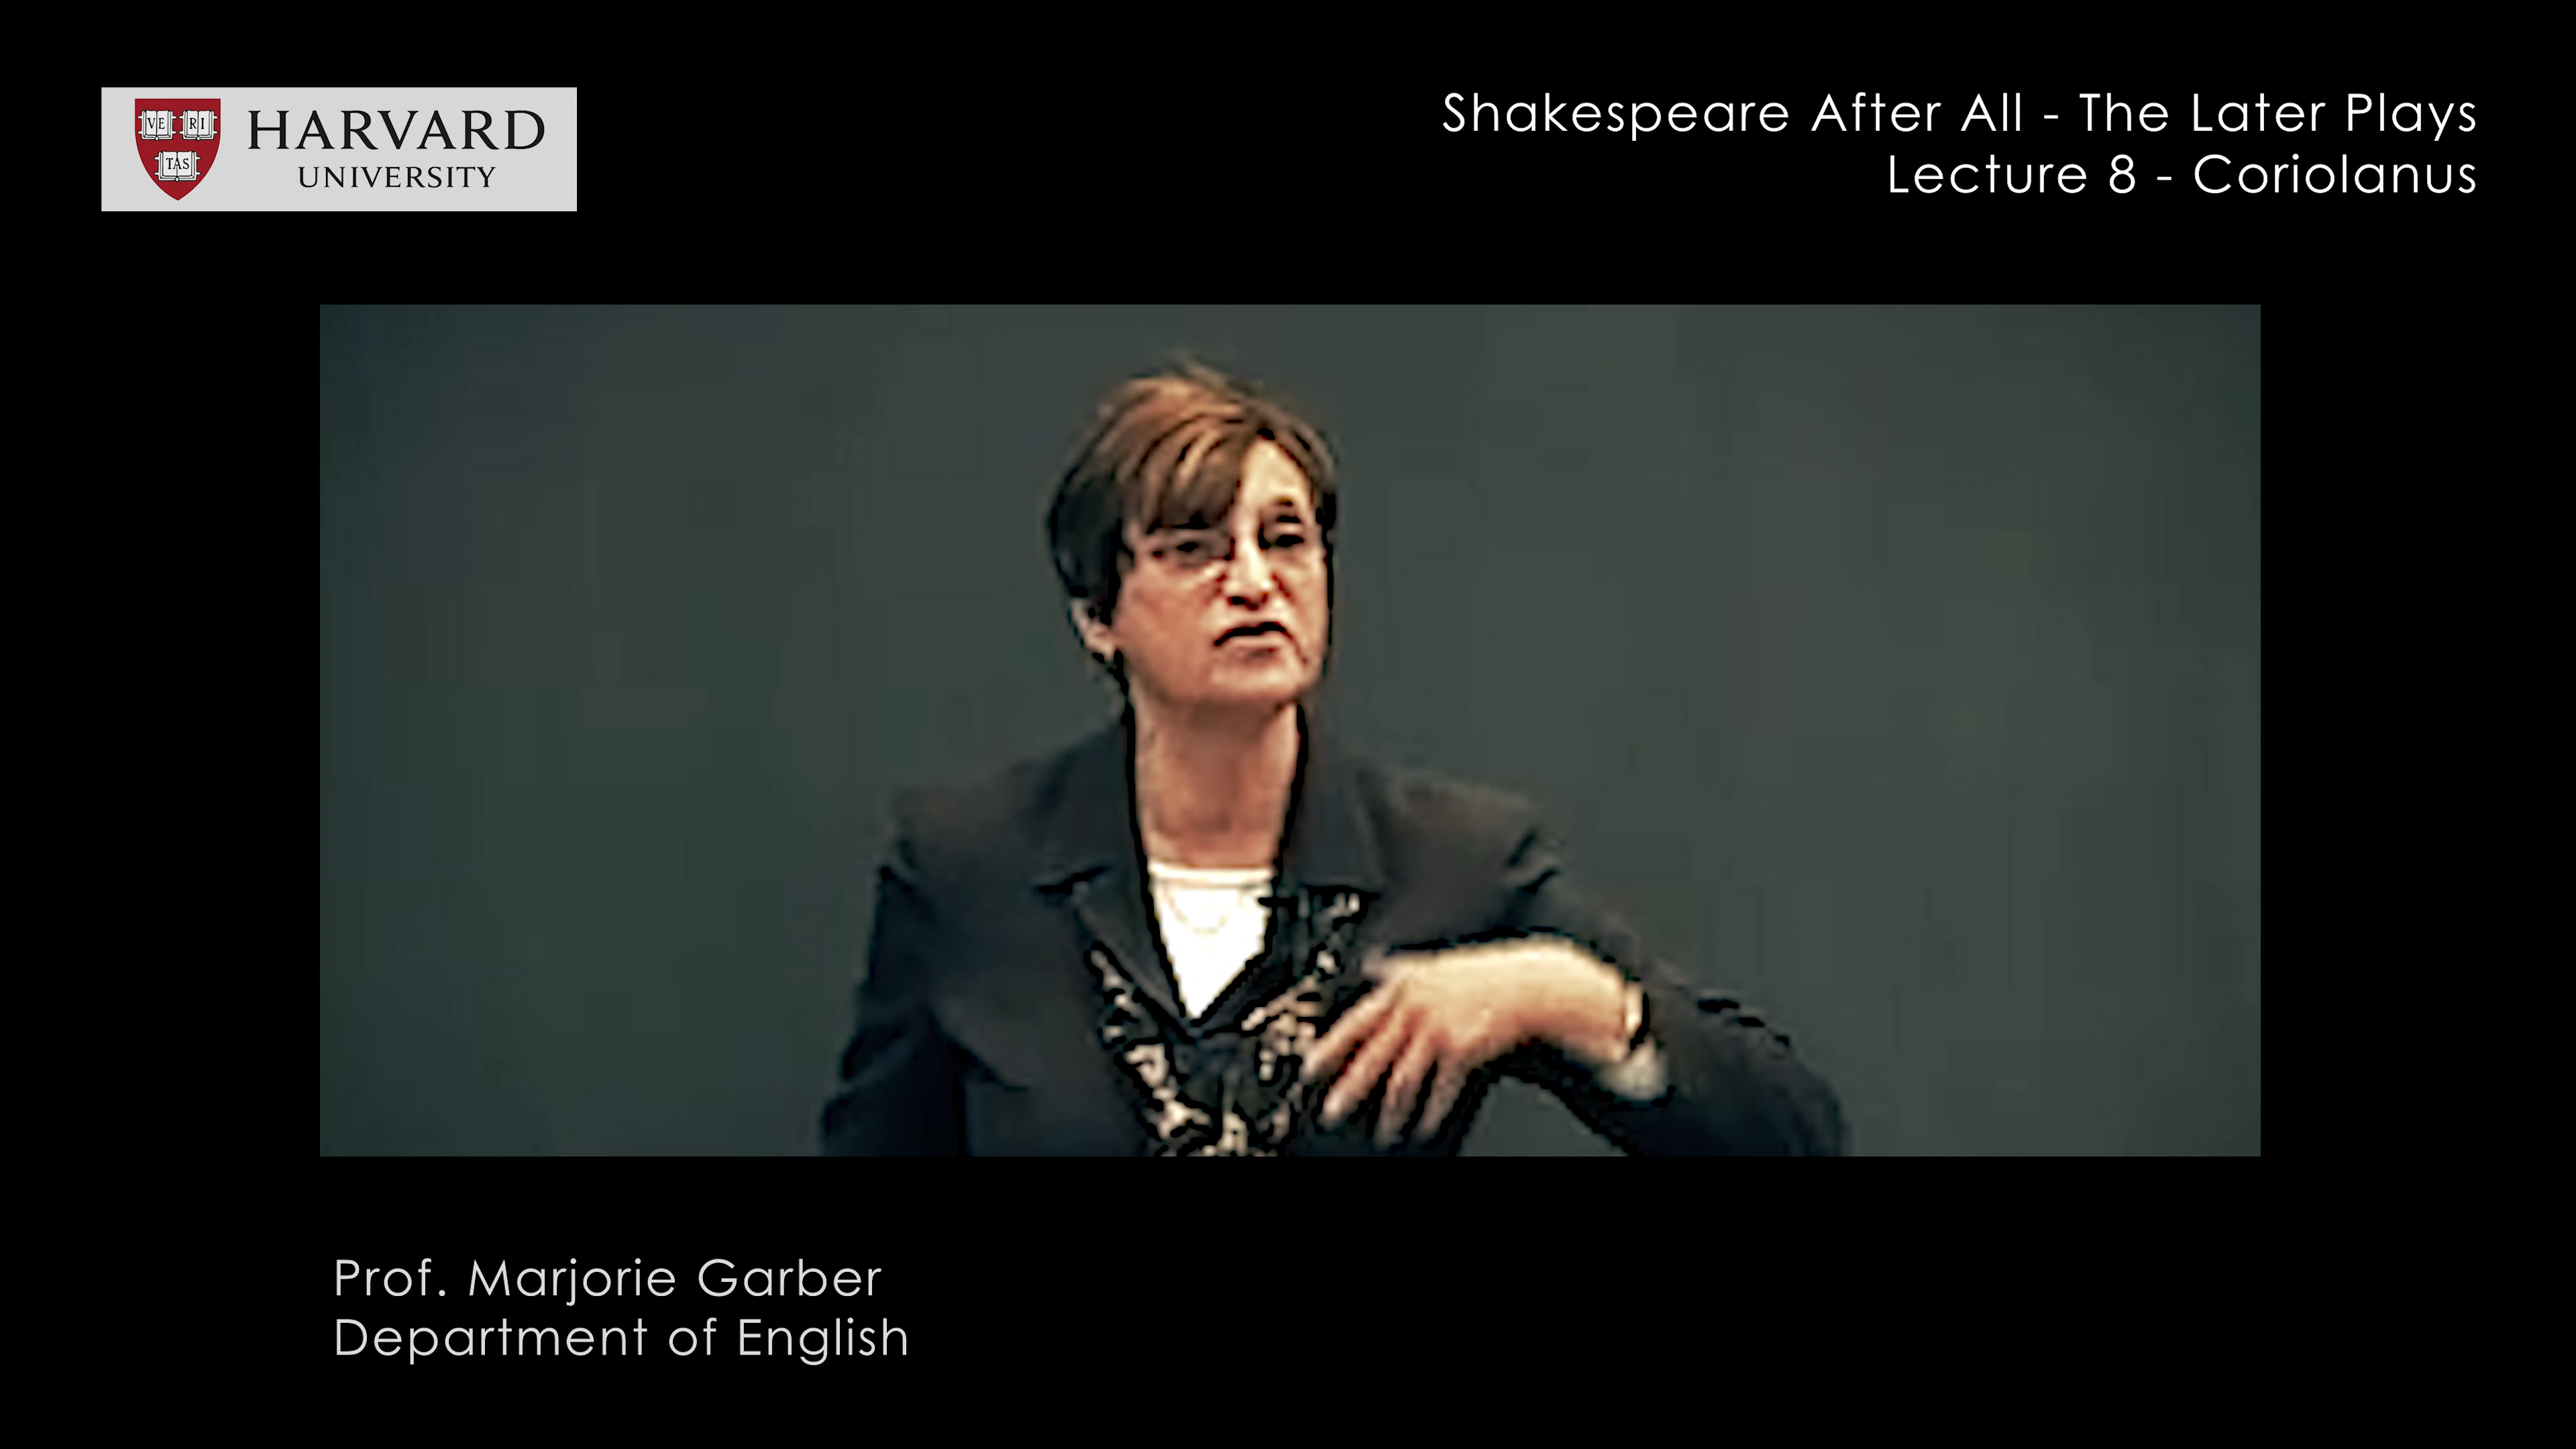 VE RI
TAS
HARVARD
UNIVERSITY
Shakespeare After All - The Later Plays
Lecture 8 - Coriolanus
Prof. Marjorie Garber
Department of English